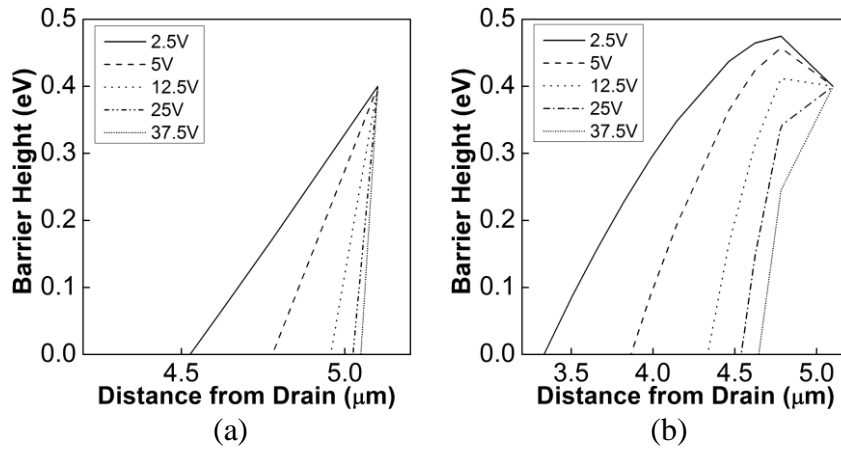 Barrier Height (eV)
0.5
0.4
0.3
0.2
0.1
0.0
2.5V
5V
12.5V
25V
37.5V
4.5
5.0
Distance from Drain (μm)
(a)
Barrier Height (eV)
0.5
0.4
0.3
0.2
0.1
0.0
2.5V
5V
12.5V
25V
37.5V
3.5
4.0
4.5
5.0
Distance from Drain (μm)
(b)